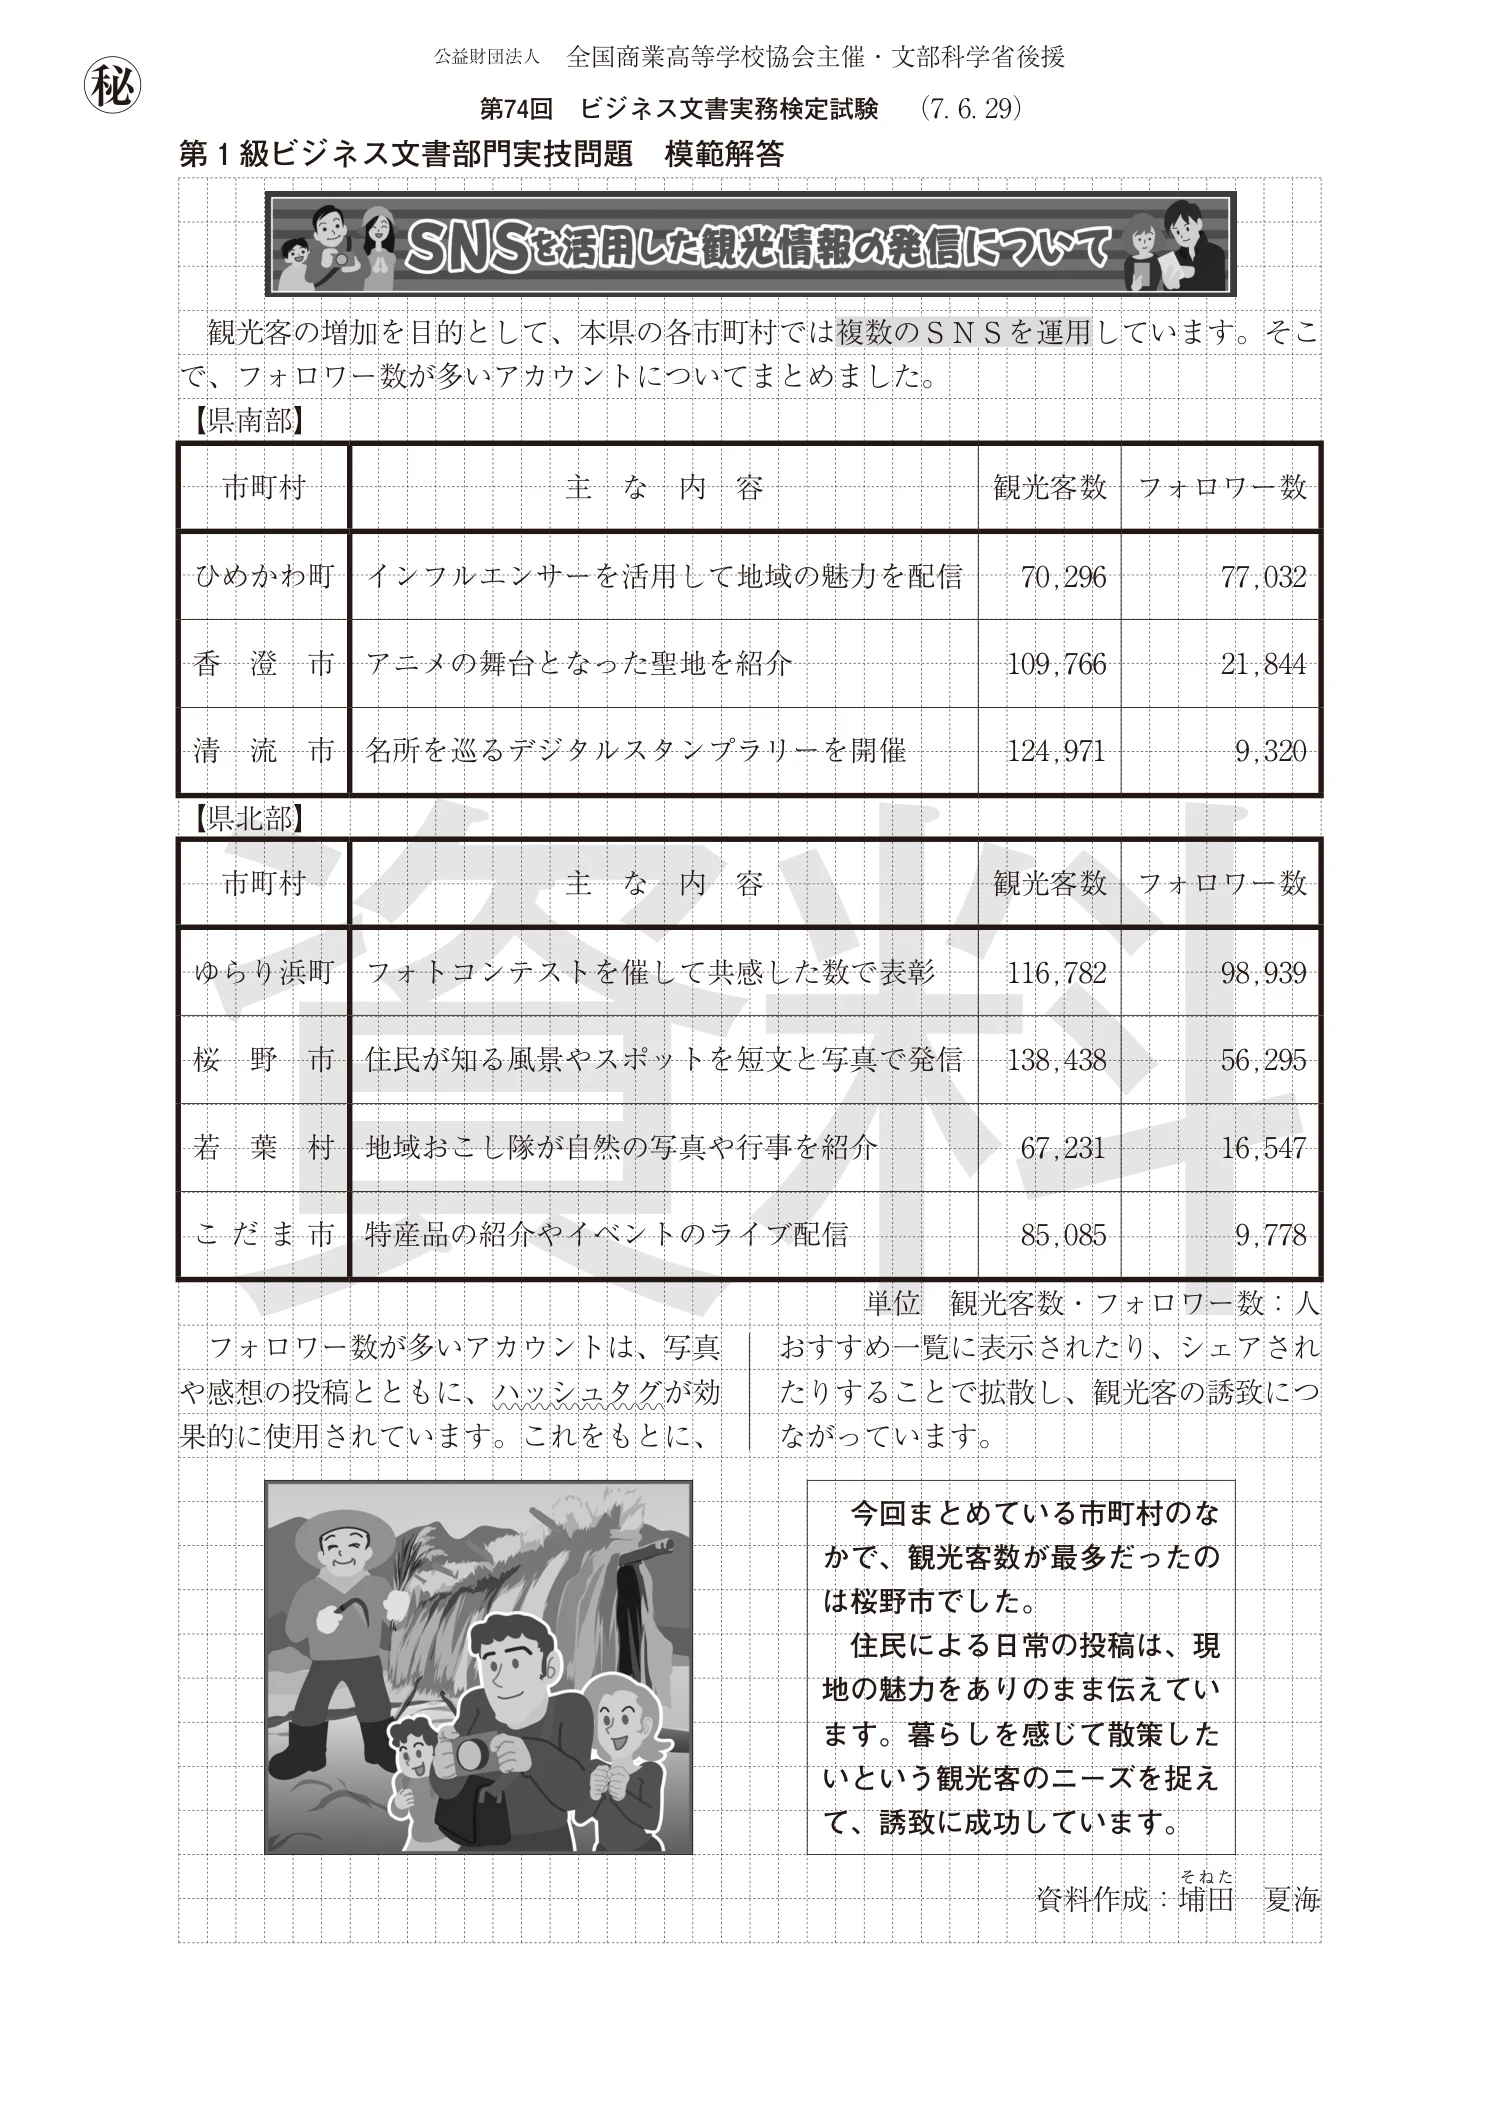 ㊙
公益財団法人　全国商業高等学校協会主催・文部科学省後援
第74回　ビジネス文書実務検定試験　（7. 6. 29）
第１級ビジネス文書部門実技問題　模範解答
SNSを活用した観光情報の発信について
　観光客の増加を目的として、本県の各市町村では複数のＳＮＳを運用しています。そこ
で、フォロワー数が多いアカウントについてまとめました。
【県南部】
市町村　主　な　内　容　観光客数　フォロワー数
ひめかわ町　インフルエンサーを活用して地域の魅力を配信　70,296　77,032
香　澄　市　アニメの舞台となった聖地を紹介　109,766　21,844
清　流　市　名所を巡るデジタルスタンプラリーを開催　124,971　9,320
【県北部】
市町村　主　な　内　容　観光客数　フォロワー数
ゆらり浜町　フォトコンテストを催して共感した数で表彰　116,782　98,939
桜　野　市　住民が知る風景やスポットを短文と写真で発信　138,438　56,295
若　葉　村　地域おこし隊が自然の写真や行事を紹介　67,231　16,547
こ だ ま 市　特産品の紹介やイベントのライブ配信　85,085　9,778
資料
単位　観光客数・フォロワー数：人
　フォロワー数が多いアカウントは、写真
や感想の投稿とともに、ハッシュタグが効
果的に使用されています。これをもとに、
おすすめ一覧に表示されたり、シェアされ
たりすることで拡散し、観光客の誘致につ
ながっています。
　今回まとめている市町村のな
かで、観光客数が最多だったの
は桜野市でした。
　住民による日常の投稿は、現
地の魅力をありのまま伝えてい
ます。暮らしを感じて散策した
いという観光客のニーズを捉え
て、誘致に成功しています。
そねた
資料作成：埇田　夏海